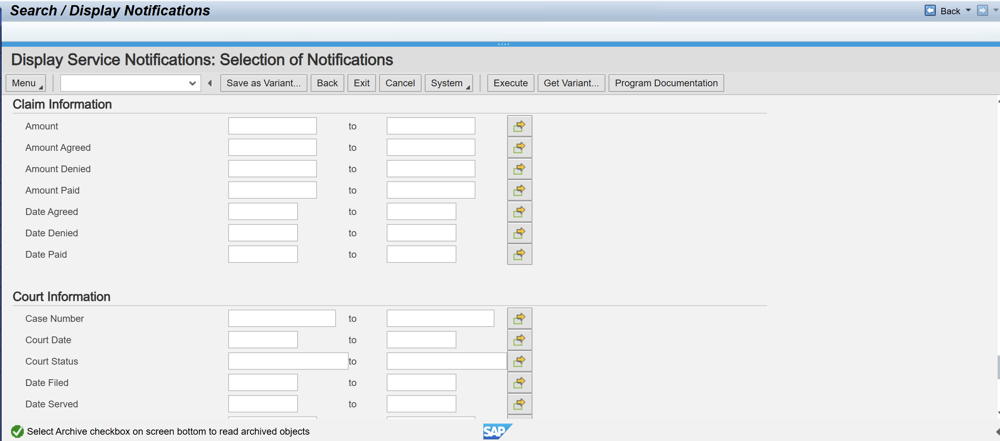 Search / Display Notifications
Back
Display Service Notifications: Selection of Notifications
Menu Save as Variant... Back Exit Cancel System Execute Get Variant... Program Documentation
Claim Information
Amount to
Amount Agreed to
Amount Denied to
Amount Paid to
Date Agreed to
Date Denied to
Date Paid to
Court Information
Case Number to
Court Date to
Court Status to
Date Filed to
Date Served to
Select Archive checkbox on screen bottom to read archived objects SAP